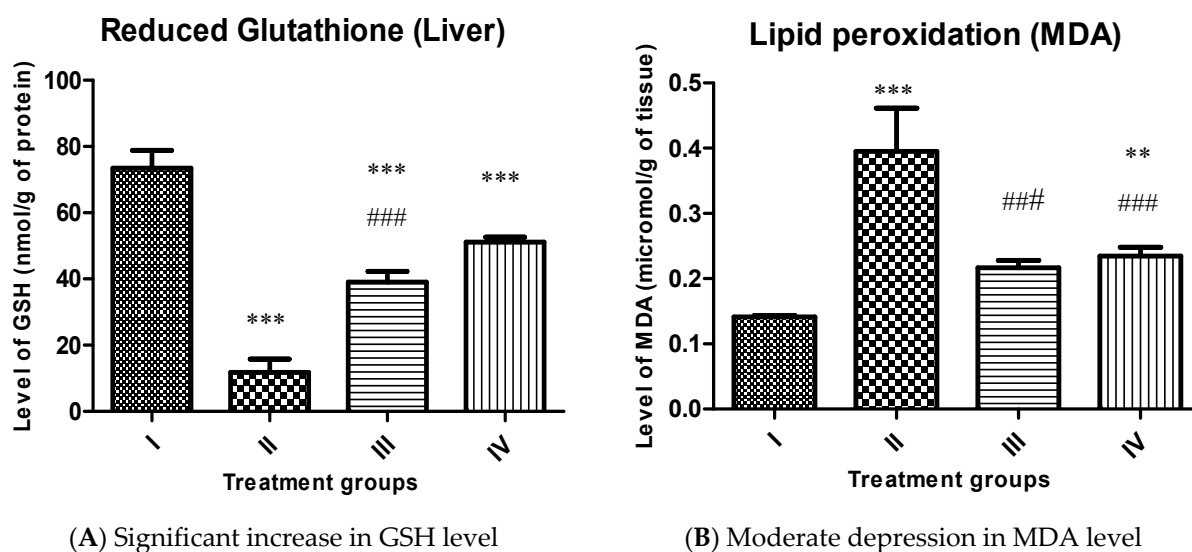 Reduced Glutathione (Liver)
Level of GSH (nmol/g of protein)
100
80
60
40
20
0
***
***
###
***
I
II
III
IV
Treatment groups
(A) Significant increase in GSH level
Lipid peroxidation (MDA)
Level of MDA (micromol/g of tissue)
0.5
0.4
0.3
0.2
0.1
0.0
***
###
**
###
I
II
III
IV
Treatment groups
(B) Moderate depression in MDA level